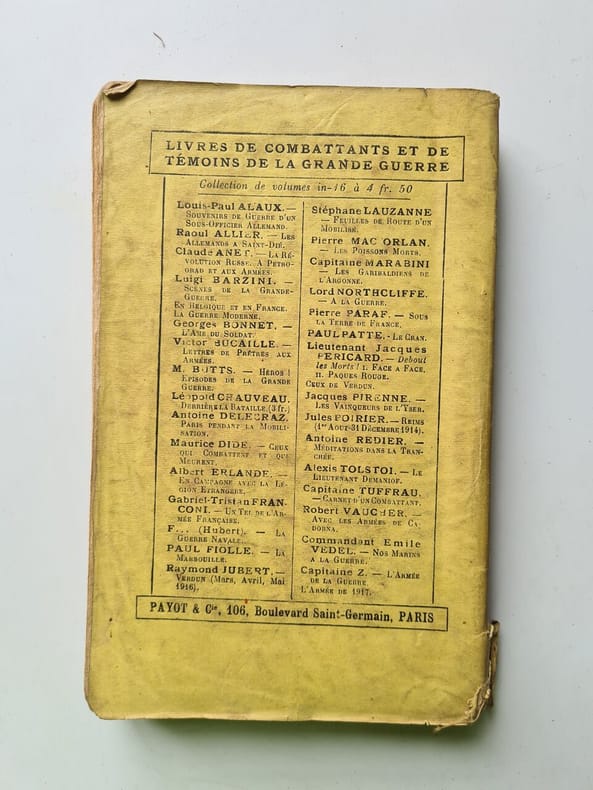 LIVRES DE COMBATTANTS ET DE
TÉMOINS DE LA GRANDE GUERRE
Collection de volumes in-16 à 4 fr. 50
Louis-Paul ALAUX. —
SOUVENIRS DE GUERRE D'UN
SOUS-OFFICIER ALLEMAND.
Raoul ALLIER. — LES
ALLEMANDS A SAINT-DIÉ.
Claude ANET. — LA RÉ-
VOLUTION RUSSE. A PETRO-
GRAD ET AUX ARMÉES.
Luigi BARZINI. —
SCÈNES DE LA GRANDE-
GUERRE.
EN BELGIQUE ET EN FRANCE.
LA GUERRE MODERNE.
Georges BONNET. —
L'AME DU SOLDAT.
Victor BUCAILLE. —
LETTRES DE PRÊTRES AUX
ARMÉES.
M. BUTTS. — HÉROS !
EPISODES DE LA GRANDE
GUERRE.
Léopold CHAUVEAU. —
DERRIÈRE LA BATAILLE (3 fr.)
Antoine DELECRAZ.
PARIS PENDANT LA MOBILI-
SATION.
Maurice DIDE. — CEUX
QUI COMBATTENT ET QUI
MEURENT.
Albert ERLANDE. —
EN CAMPAGNE AVEC LA LÉ-
GION ETRANGÈRE.
Gabriel-Tristan FRAN-
CONI. — UN TEL DE L'AR-
MÉE FRANÇAISE.
F... (Hubert). — LA
GUERRE NAVALE.
PAUL FIOLLE. — LA
MARSOUILLE.
Raymond JUBERT. —
VERDUN (Mars, Avril, Mai
1916).
Stéphane LAUZANNE
— FEUILLES DE ROUTE D'UN
MOBILISÉ.
Pierre MAC ORLAN.
— LES POISSONS MORTS.
Capitaine MARABINI
— LES GARIBALDIENS DE
L'ARGONNE.
Lord NORTHCLIFFE.
— A LA GUERRE.
Pierre PARAF. — SOUS
LA TERRE DE FRANCE.
PAUL PATTE. - LE CRAN.
Lieutenant Jacques
PERICARD. — Debout
les Morts ! I. FACE A FACE.
II. PAQUES ROUGE.
CEUX DE VERDUN.
Jacques PIRENNE. —
LES VAINQUEURS DE L'YSER.
Jules POIRIER. — REIMS
(1er AOUT-31 DÉCEMBRE 1914).
Antoine REDIER. —
MÉDITATIONS DANS LA TRAN-
CHÉE.
Alexis TOLSTOI. — LE
LIEUTENANT DEMIANOF.
Capitaine TUFFRAU.
— CARNET D'UN COMBATTANT.
Robert VAUCHER. —
AVEC LES ARMÉES DE CA-
DORNA.
Commandant Emile
VEDEL. — NOS MARINS
A LA GUERRE.
Capitaine Z. — L'ARMÉE
DE LA GUERRE
L'ARMÉE DE 1917.
PAYOT & Cie, 106, Boulevard Saint-Germain, PARIS